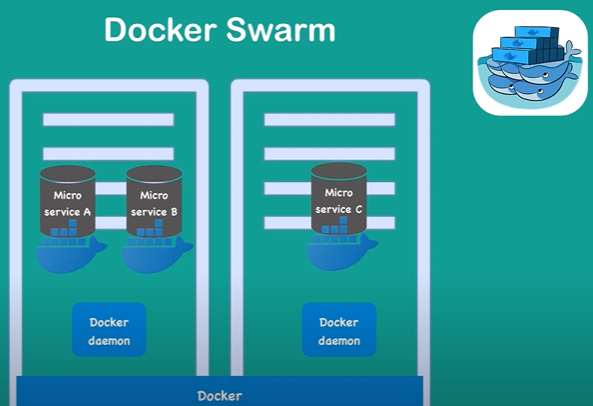 Docker Swarm
Micro
service A
Micro
service B
Micro
service C
Docker
daemon
Docker
daemon
Docker